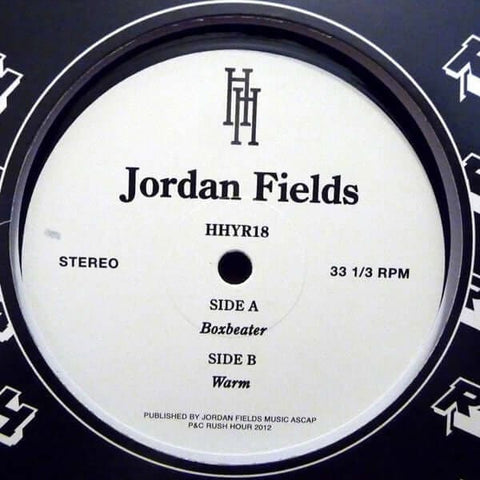 HH
Jordan Fields
HHYR18
STEREO
33 1/3 RPM
SIDE A
Boxbeater
SIDE B
Warm
PUBLISHED BY JORDAN FIELDS MUSIC ASCAP
P&C RUSH HOUR 2012